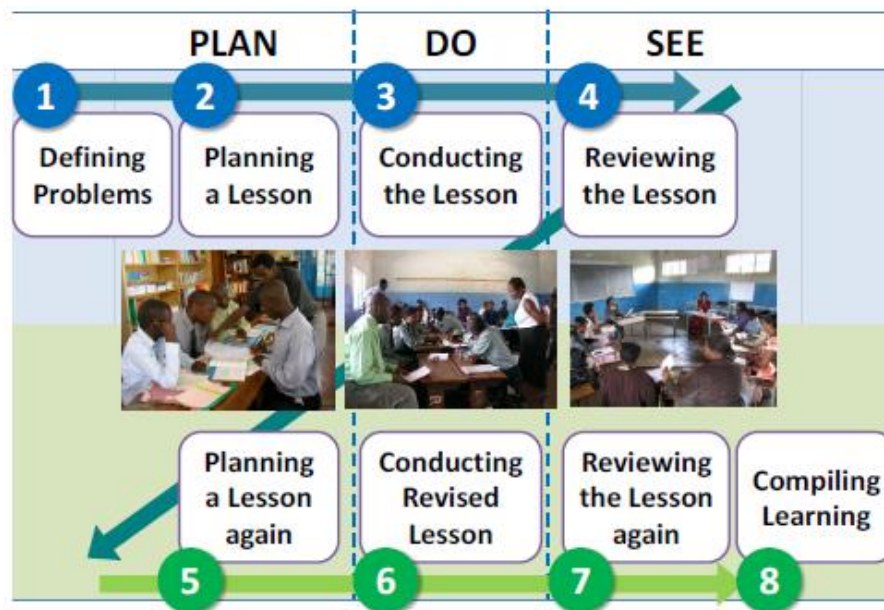 PLAN
DO
SEE
1
2
3
4
Defining
Problems
Planning
a Lesson
Conducting
the Lesson
Reviewing
the Lesson
Planning
a Lesson
again
Conducting
Revised
Lesson
Reviewing
the Lesson
again
Compiling
Learning
5
6
7
8